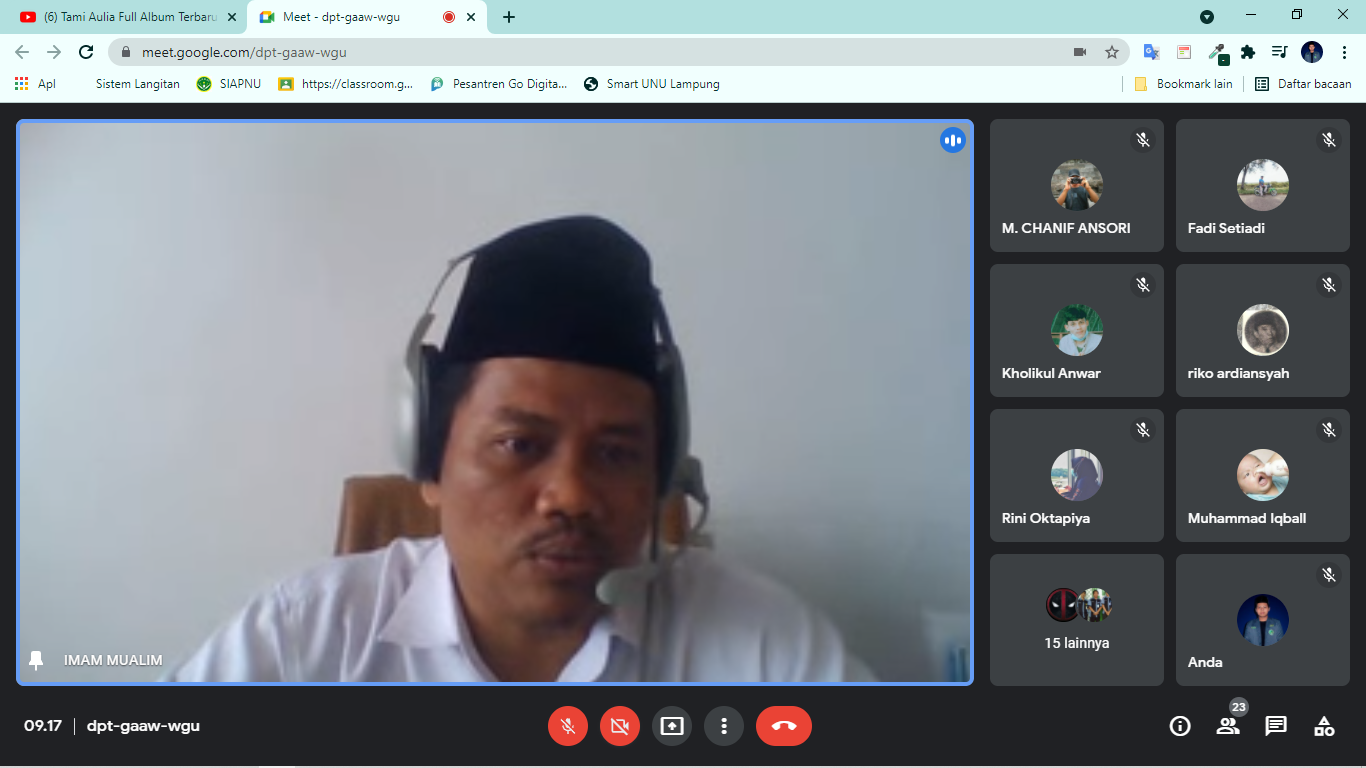 (6) Tami Aulia Full Album Terbaru
Meet - dpt-gaaw-wgu
meet.google.com/dpt-gaaw-wgu
Apl
Sistem Langitan
SIAPNU
https://classroom.g...
Pesantren Go Digita...
Smart UNU Lampung
Bookmark lain
Daftar bacaan
M. CHANIF ANSORI
Fadi Setiadi
Kholikul Anwar
riko ardiansyah
Rini Oktapiya
Muhammad Iqball
15 lainnya
Anda
IMAM MUALIM
09.17 | dpt-gaaw-wgu
23